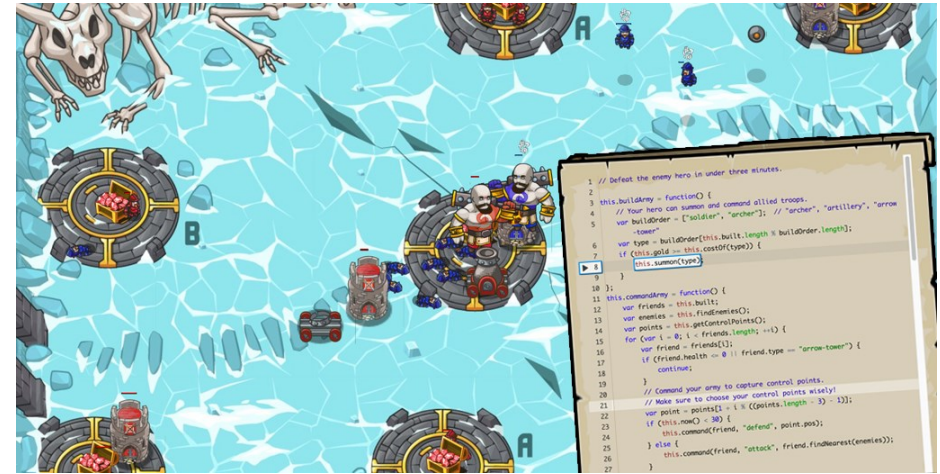 A
B
A
1 // Defeat the enemy hero in under three minutes.
2
3 this.buildArmy = function() {
4 // Your hero can summon and command allied troops.
5 var buildOrder = ["soldier", "archer"]; // "archer", "artillery", "arrow
-tower"
6 var type = buildOrder[this.built.length % buildOrder.length];
7 if (this.gold >= this.costOf(type)) {
8 this.summon(type);
9 }
10 };
11 this.commandArmy = function() {
12 var friends = this.built;
13 var enemies = this.findEnemies();
14 var points = this.getControlPoints();
15 for (var i = 0; i < friends.length; ++i) {
16 var friend = friends[i];
17 if (friend.health <= 0 || friend.type == "arrow-tower") {
18 continue;
19 }
20 // Command your army to capture control points.
21 // Make sure to choose your control points wisely!
22 var point = points[1 + i % ((points.length - 3) - 1)];
23 if (this.now() < 30) {
24 this.command(friend, "defend", point.pos);
25 } else {
26 this.command(friend, "attack", friend.findNearest(enemies));
27 }